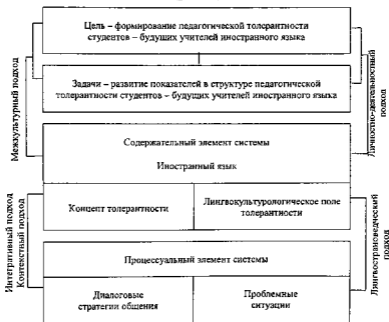 Цель – формирование педагогической толерантности
студентов – будущих учителей иностранного языка
Задачи – развитие показателей в структуре педагогической
толерантности студентов – будущих учителей иностранного языка
Межкультурный подход
Личностно-деятельностный
подход
Содержательный элемент системы
Иностранный язык
Концепт толерантности
Лингвокультурологическое поле
толерантности
Интегративный подход
Контекстный подход
Лингвострановедческий
подход
Процессуальный элемент системы
Диалоговые
стратегии общения
Проблемные
ситуации